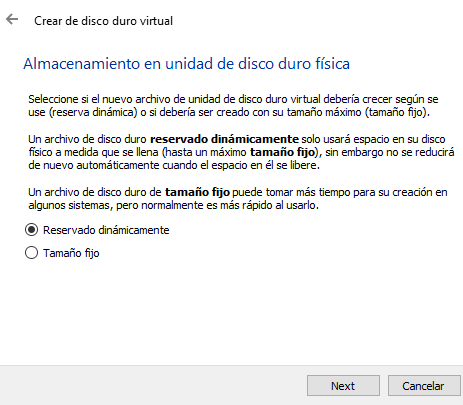 Crear de disco duro virtual
Almacenamiento en unidad de disco duro física
Seleccione si el nuevo archivo de unidad de disco duro virtual debería crecer según se
use (reserva dinámica) o si debería ser creado con su tamaño máximo (tamaño fijo).
Un archivo de disco duro reservado dinámicamente solo usará espacio en su disco
físico a medida que se llena (hasta un máximo tamaño fijo), sin embargo no se reducirá
de nuevo automáticamente cuando el espacio en él se libere.
Un archivo de disco duro de tamaño fijo puede tomar más tiempo para su creación en
algunos sistemas, pero normalmente es más rápido al usarlo.
Reservado dinámicamente
Tamaño fijo
Next
Cancelar